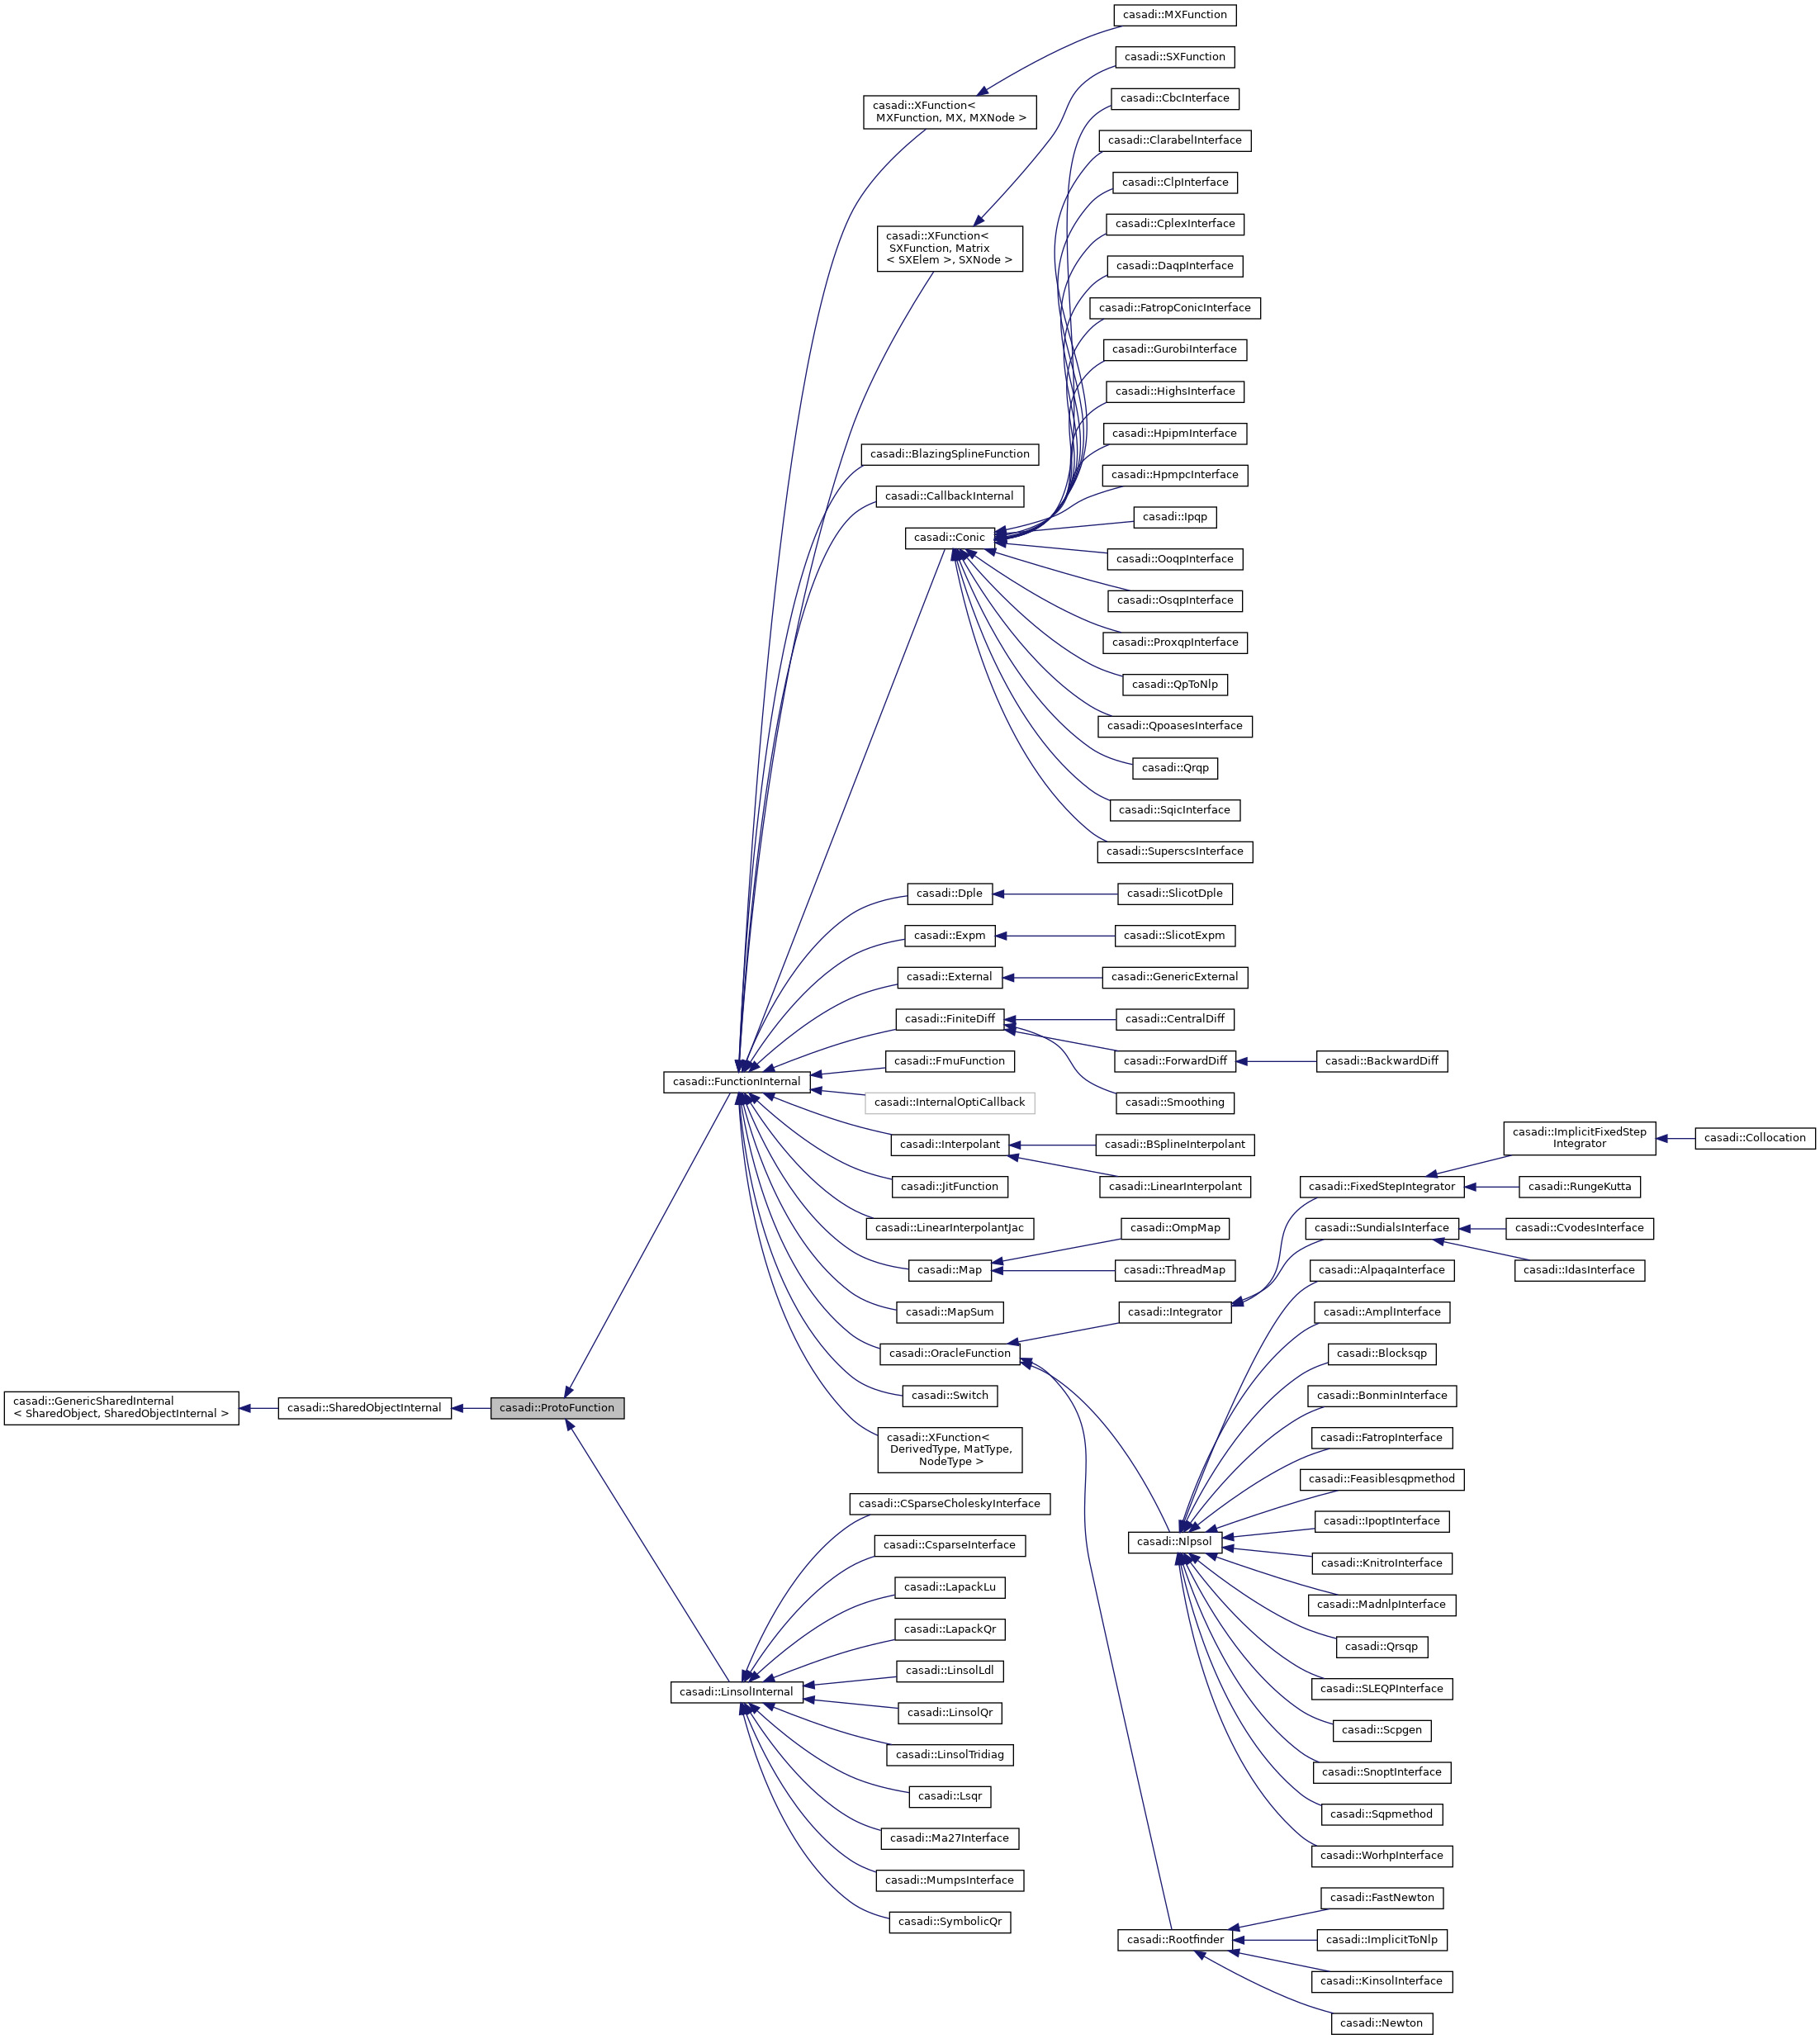 casadi::MXFunction
casadi::SXFunction
casadi::XFunction<
MXFunction, MX, MXNode >
casadi::CbcInterface
casadi::ClarabelInterface
casadi::ClpInterface
casadi::CplexInterface
casadi::XFunction<
SXFunction, Matrix
< SXElem >, SXNode >
casadi::DaqpInterface
casadi::FatropConicInterface
casadi::GurobiInterface
casadi::HighsInterface
casadi::HpipmInterface
casadi::BlazingSplineFunction
casadi::HpmpcInterface
casadi::CallbackInternal
casadi::Ipqp
casadi::Conic
casadi::OoqpInterface
casadi::OsqpInterface
casadi::ProxqpInterface
casadi::QpToNlp
casadi::QpoasesInterface
casadi::Qrqp
casadi::SqicInterface
casadi::SuperscsInterface
casadi::Dple
casadi::SlicotDple
casadi::Expm
casadi::SlicotExpm
casadi::External
casadi::GenericExternal
casadi::FiniteDiff
casadi::CentralDiff
casadi::FmuFunction
casadi::ForwardDiff
casadi::BackwardDiff
casadi::FunctionInternal
casadi::InternalOptiCallback
casadi::Smoothing
casadi::Interpolant
casadi::BSplineInterpolant
casadi::ImplicitFixedStep
Integrator
casadi::Collocation
casadi::JitFunction
casadi::LinearInterpolant
casadi::FixedStepIntegrator
casadi::RungeKutta
casadi::LinearInterpolantJac
casadi::OmpMap
casadi::SundialsInterface
casadi::CvodesInterface
casadi::Map
casadi::ThreadMap
casadi::AlpaqaInterface
casadi::IdasInterface
casadi::MapSum
casadi::Integrator
casadi::AmplInterface
casadi::OracleFunction
casadi::Blocksqp
casadi::Switch
casadi::BonminInterface
casadi::GenericSharedInternal
< SharedObject, SharedObjectInternal >
casadi::SharedObjectInternal
casadi::ProtoFunction
casadi::XFunction<
DerivedType, MatType,
NodeType >
casadi::FatropInterface
casadi::Feasiblesqpmethod
casadi::CSparseCholeskyInterface
casadi::IpoptInterface
casadi::CsparseInterface
casadi::Nlpsol
casadi::KnitroInterface
casadi::LapackLu
casadi::MadnlpInterface
casadi::LapackQr
casadi::Qrsqp
casadi::LinsolLdl
casadi::LinsolInternal
casadi::SLEQPInterface
casadi::LinsolQr
casadi::Scpgen
casadi::LinsolTridiag
casadi::SnoptInterface
casadi::Lsqr
casadi::Sqpmethod
casadi::Ma27Interface
casadi::WorhpInterface
casadi::MumpsInterface
casadi::FastNewton
casadi::SymbolicQr
casadi::Rootfinder
casadi::ImplicitToNlp
casadi::KinsolInterface
casadi::Newton